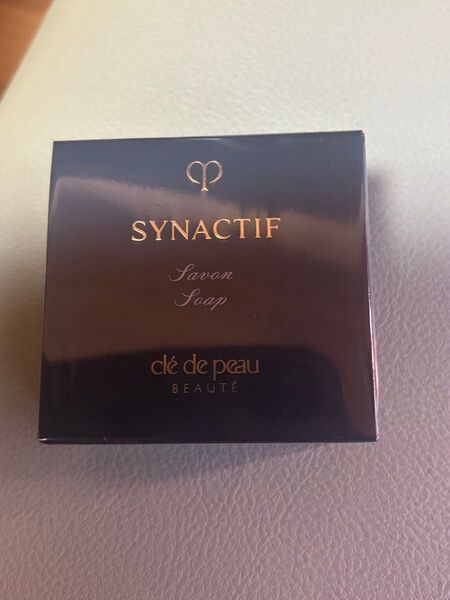 SYNACTIF
Savon
Soap
clé de peau
BEAUTÉ